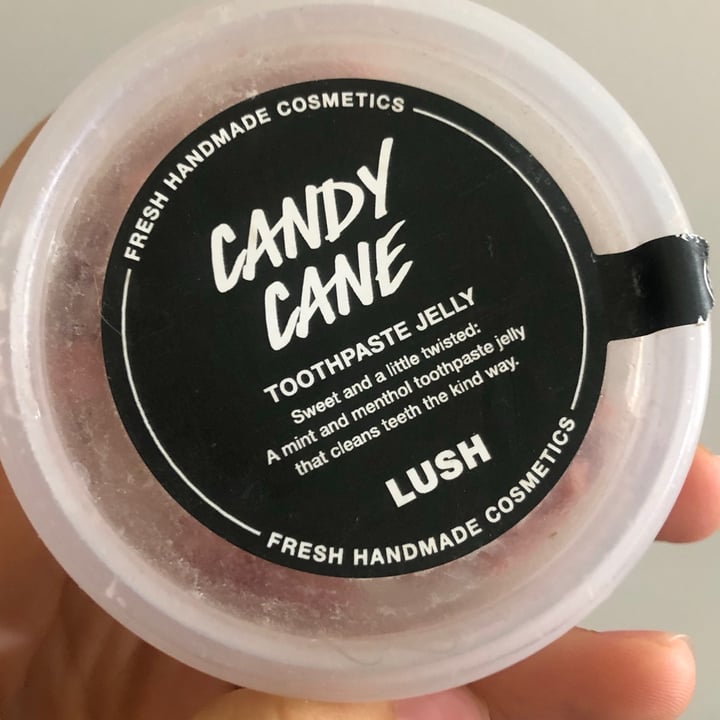 FRESH HANDMADE COSMETICS
CANDY
CANE
TOOTHPASTE JELLY
Sweet and a little twisted:
A mint and menthol toothpaste jelly
that cleans teeth the kind way.
LUSH
FRESH HANDMADE COSMETICS